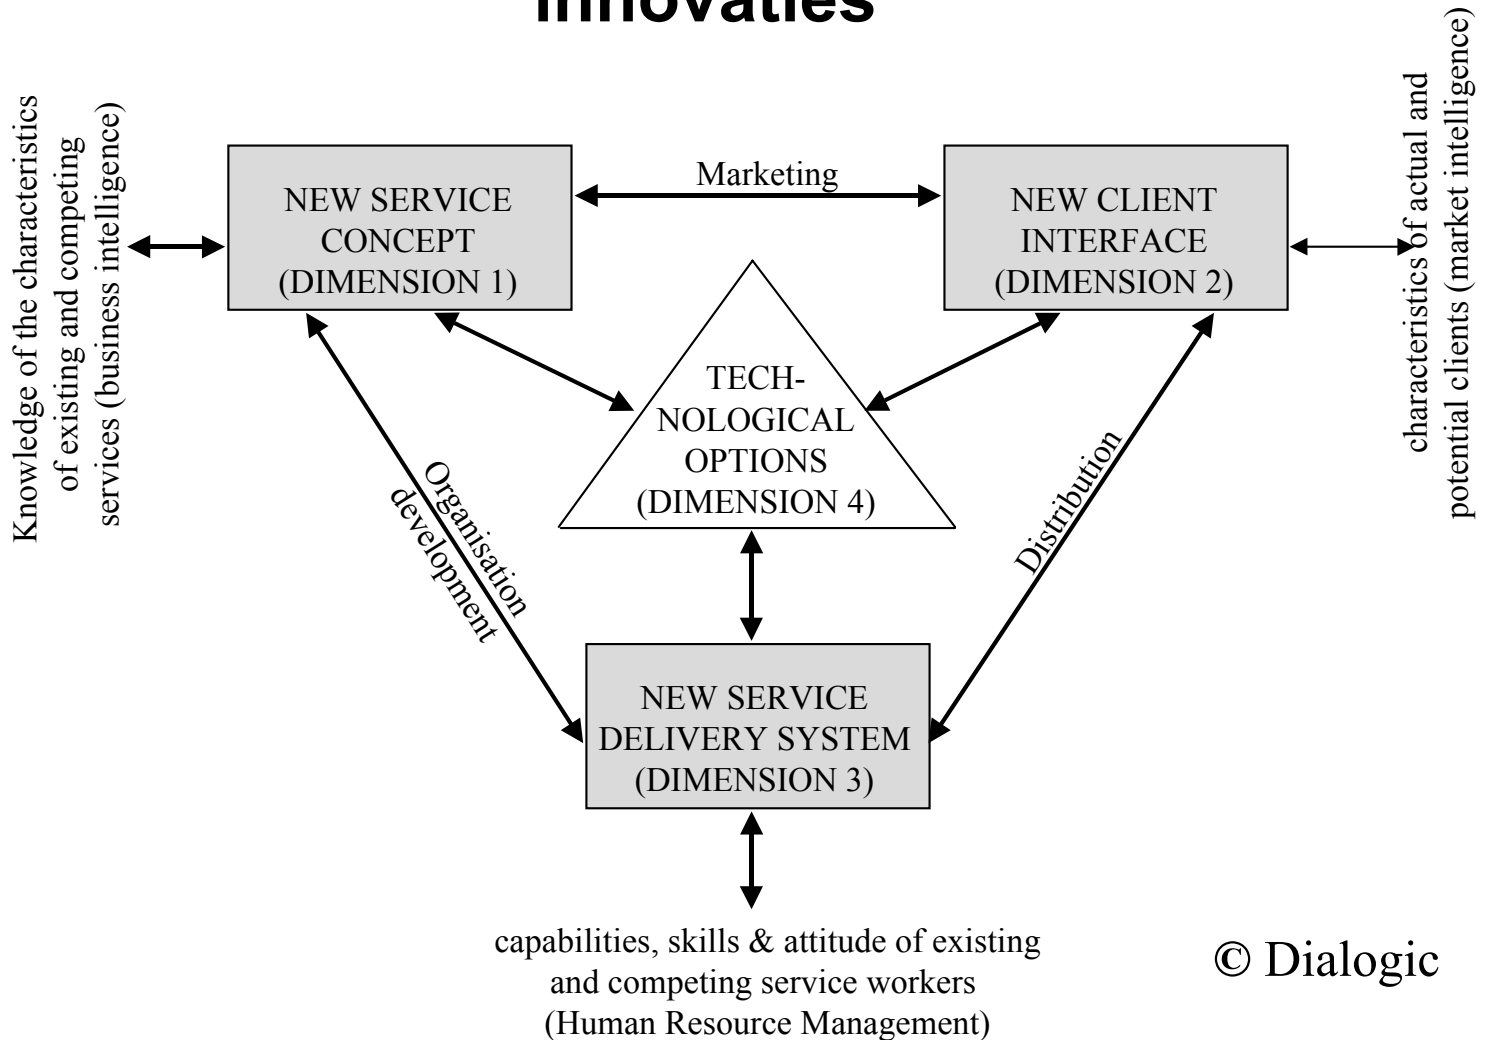 innovaties
Knowledge of the characteristics
of existing and competing
services (business intelligence)
NEW SERVICE
CONCEPT
(DIMENSION 1)
Marketing
NEW CLIENT
INTERFACE
(DIMENSION 2)
characteristics of actual and
potential clients (market intelligence)
TECH-
NOLOGICAL
OPTIONS
(DIMENSION 4)
Organisation
development
Distribution
NEW SERVICE
DELIVERY SYSTEM
(DIMENSION 3)
capabilities, skills & attitude of existing
and competing service workers
(Human Resource Management)
© Dialogic